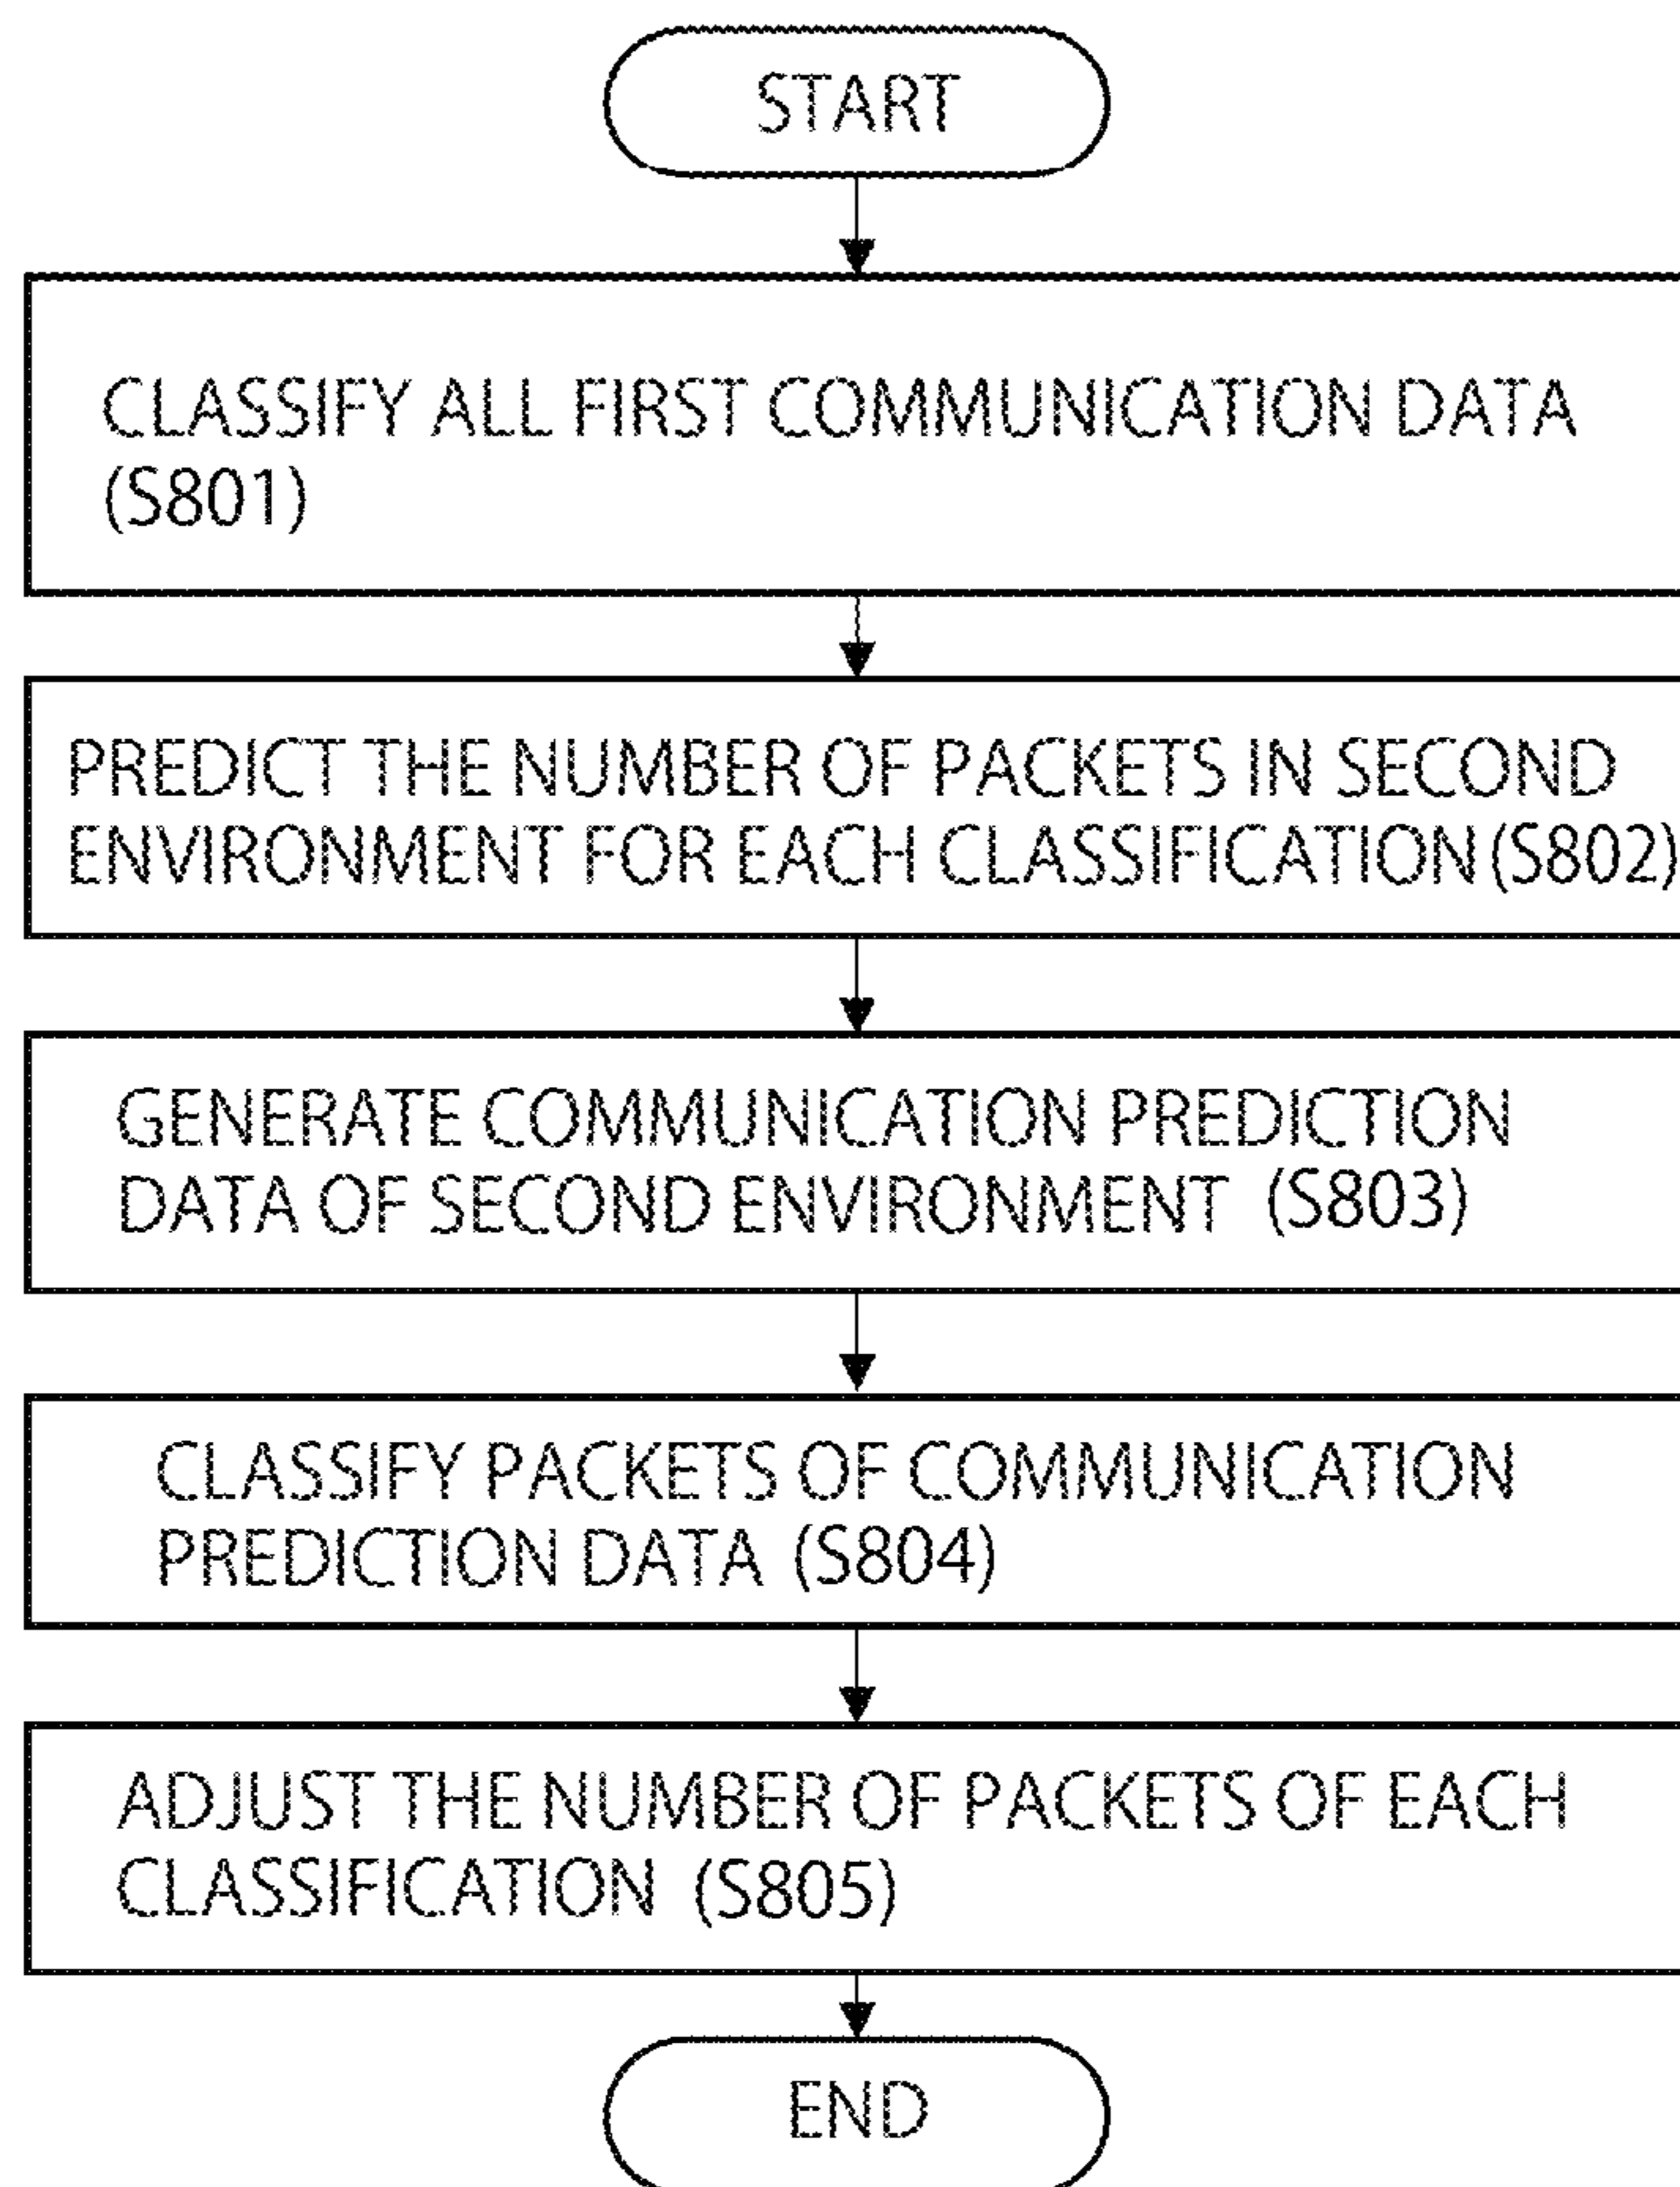 START
CLASSIFY ALL FIRST COMMUNICATION DATA
(S801)
PREDICT THE NUMBER OF PACKETS IN SECOND
ENVIRONMENT FOR EACH CLASSIFICATION (S802)
GENERATE COMMUNICATION PREDICTION
DATA OF SECOND ENVIRONMENT (S803)
CLASSIFY PACKETS OF COMMUNICATION
PREDICTION DATA (S804)
ADJUST THE NUMBER OF PACKETS OF EACH
CLASSIFICATION (S805)
END